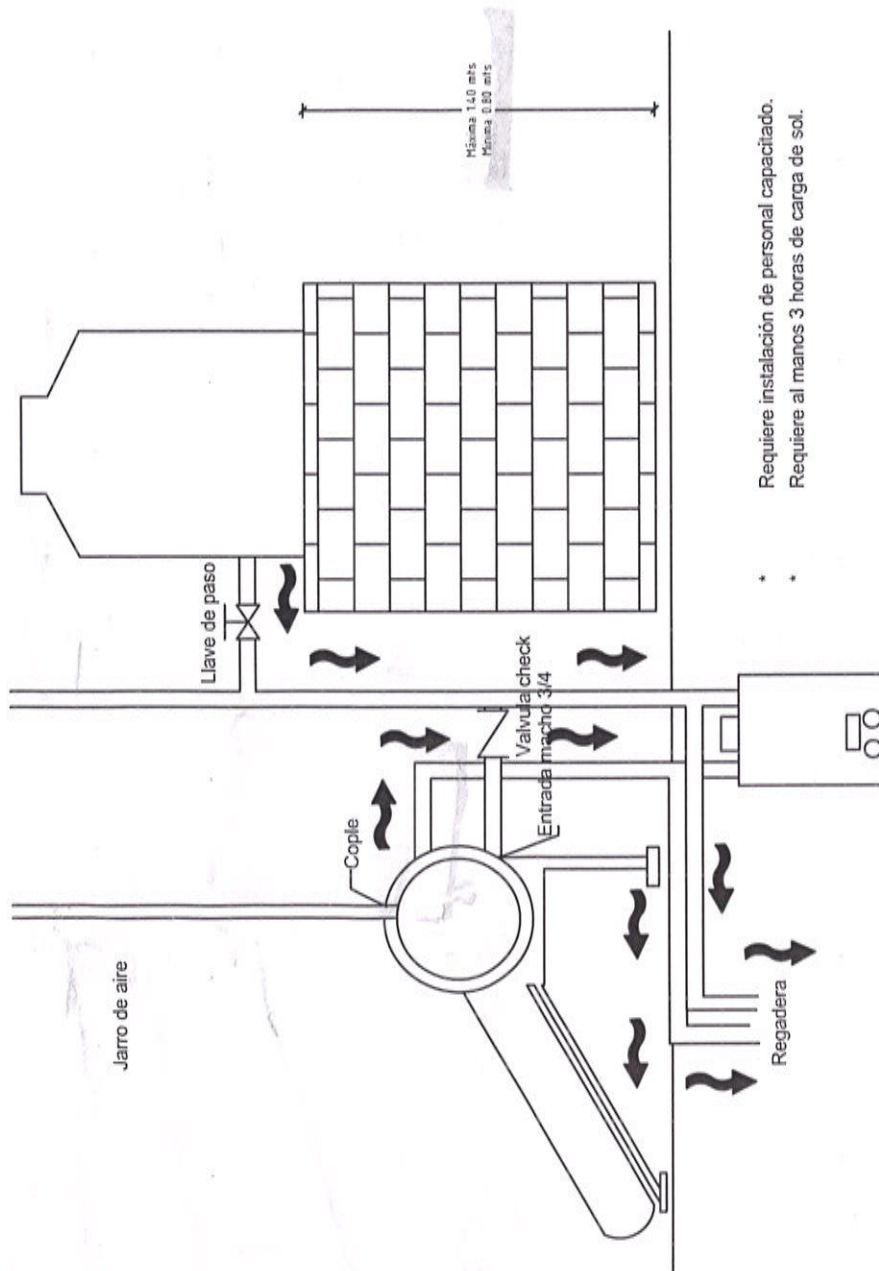 Jarro de aire
Cople
Llave de paso
Valvula check
Entrada macho 3/4
Máxima 1.40 mts
Mínima 0.80 mts
Regadera
* Requiere instalación de personal capacitado.
* Requiere al manos 3 horas de carga de sol.